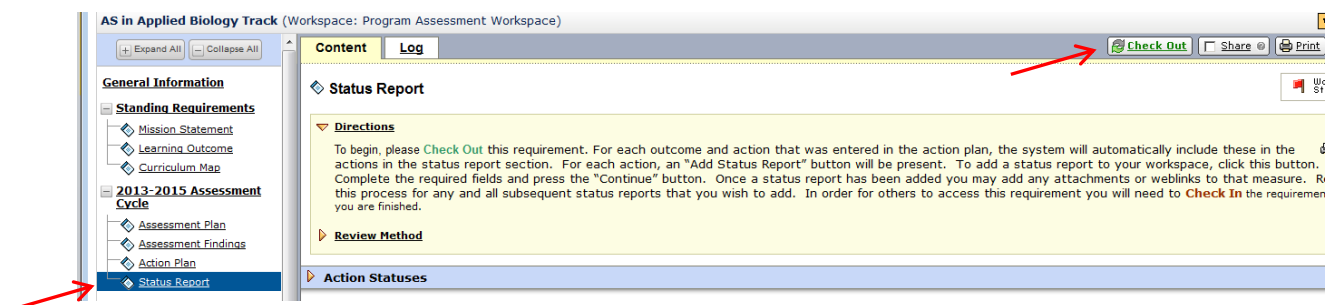 AS in Applied Biology Track (Workspace: Program Assessment Workspace)
Expand All Collapse All
Content Log
Check Out Share Print
General Information
Standing Requirements
Mission Statement
Learning Outcome
Curriculum Map
2013-2015 Assessment
Cycle
Assessment Plan
Assessment Findings
Action Plan
Status Report
Status Report
Directions
To begin, please Check Out this requirement. For each outcome and action that was entered in the action plan, the system will automatically include these in the
actions in the status report section. For each action, an “Add Status Report” button will be present. To add a status report to your workspace, click this button.
Complete the required fields and press the “Continue” button. Once a status report has been added you may add any attachments or weblinks to that measure.
this process for any and all subsequent status reports that you wish to add. In order for others to access this requirement you will need to Check In the
you are finished.
Review Method
Action Statuses